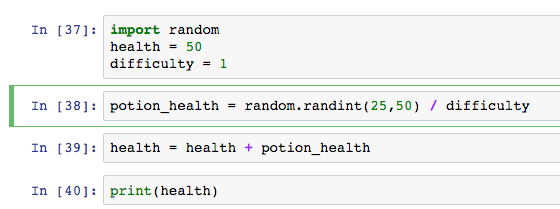 In [37]: import random
health = 50
difficulty = 1
In [38]: potion_health = random.randint(25,50) / difficulty
In [39]: health = health + potion_health
In [40]: print(health)